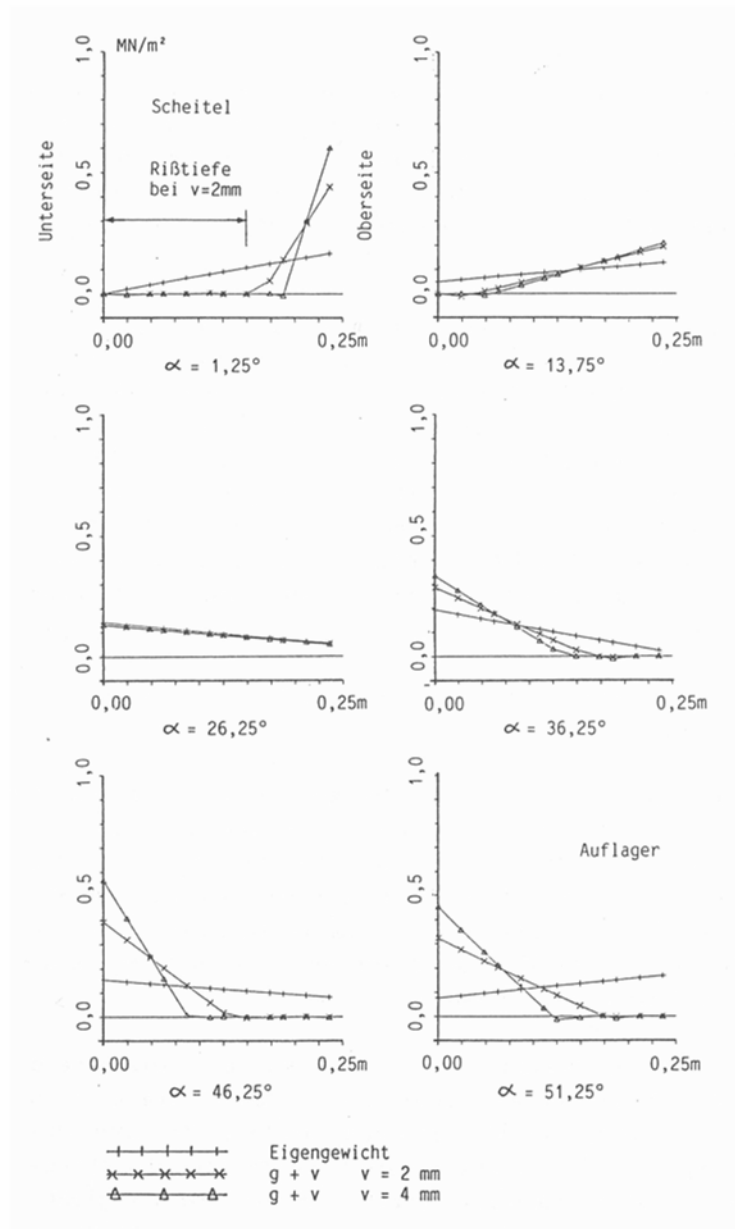 MN/m²
1,0
0,5
0,0
Unterseite
Scheitel
Rißtiefe
bei v=2mm
0,00
0,25m
∝ = 1,25°
1,0
0,5
0,0
Oberseite
0,00
0,25m
∝ = 13,75°
1,0
0,5
0,0
0,00
0,25m
∝ = 26,25°
1,0
0,5
0,0
0,00
0,25m
∝ = 36,25°
1,0
0,5
0,0
0,00
0,25m
∝ = 46,25°
1,0
0,5
0,0
Auflager
0,00
0,25m
∝ = 51,25°
Eigengewicht
g + v v = 2 mm
g + v v = 4 mm